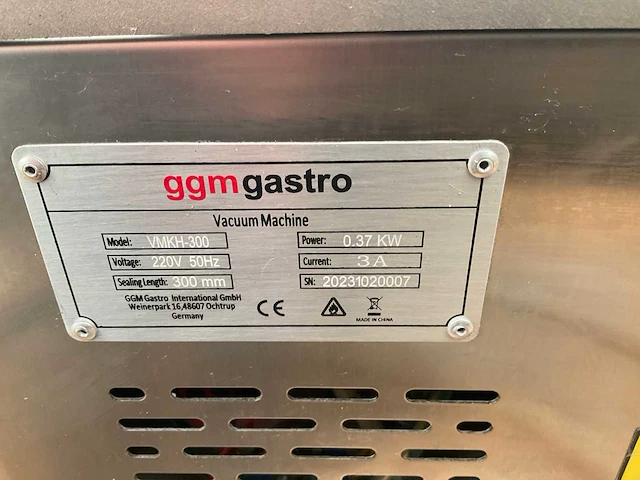 ggmgastro
Vacuum Machine
Model: VMKH-300
Power: 0.37 KW
Voltage: 220V 50Hz
Current: 3 A
Sealing Length: 300 mm
SN: 20231020007
GGM Gastro International GmbH
Weinerpark 16,48607 Ochtrup
Germany
CE
MADE IN CHINA